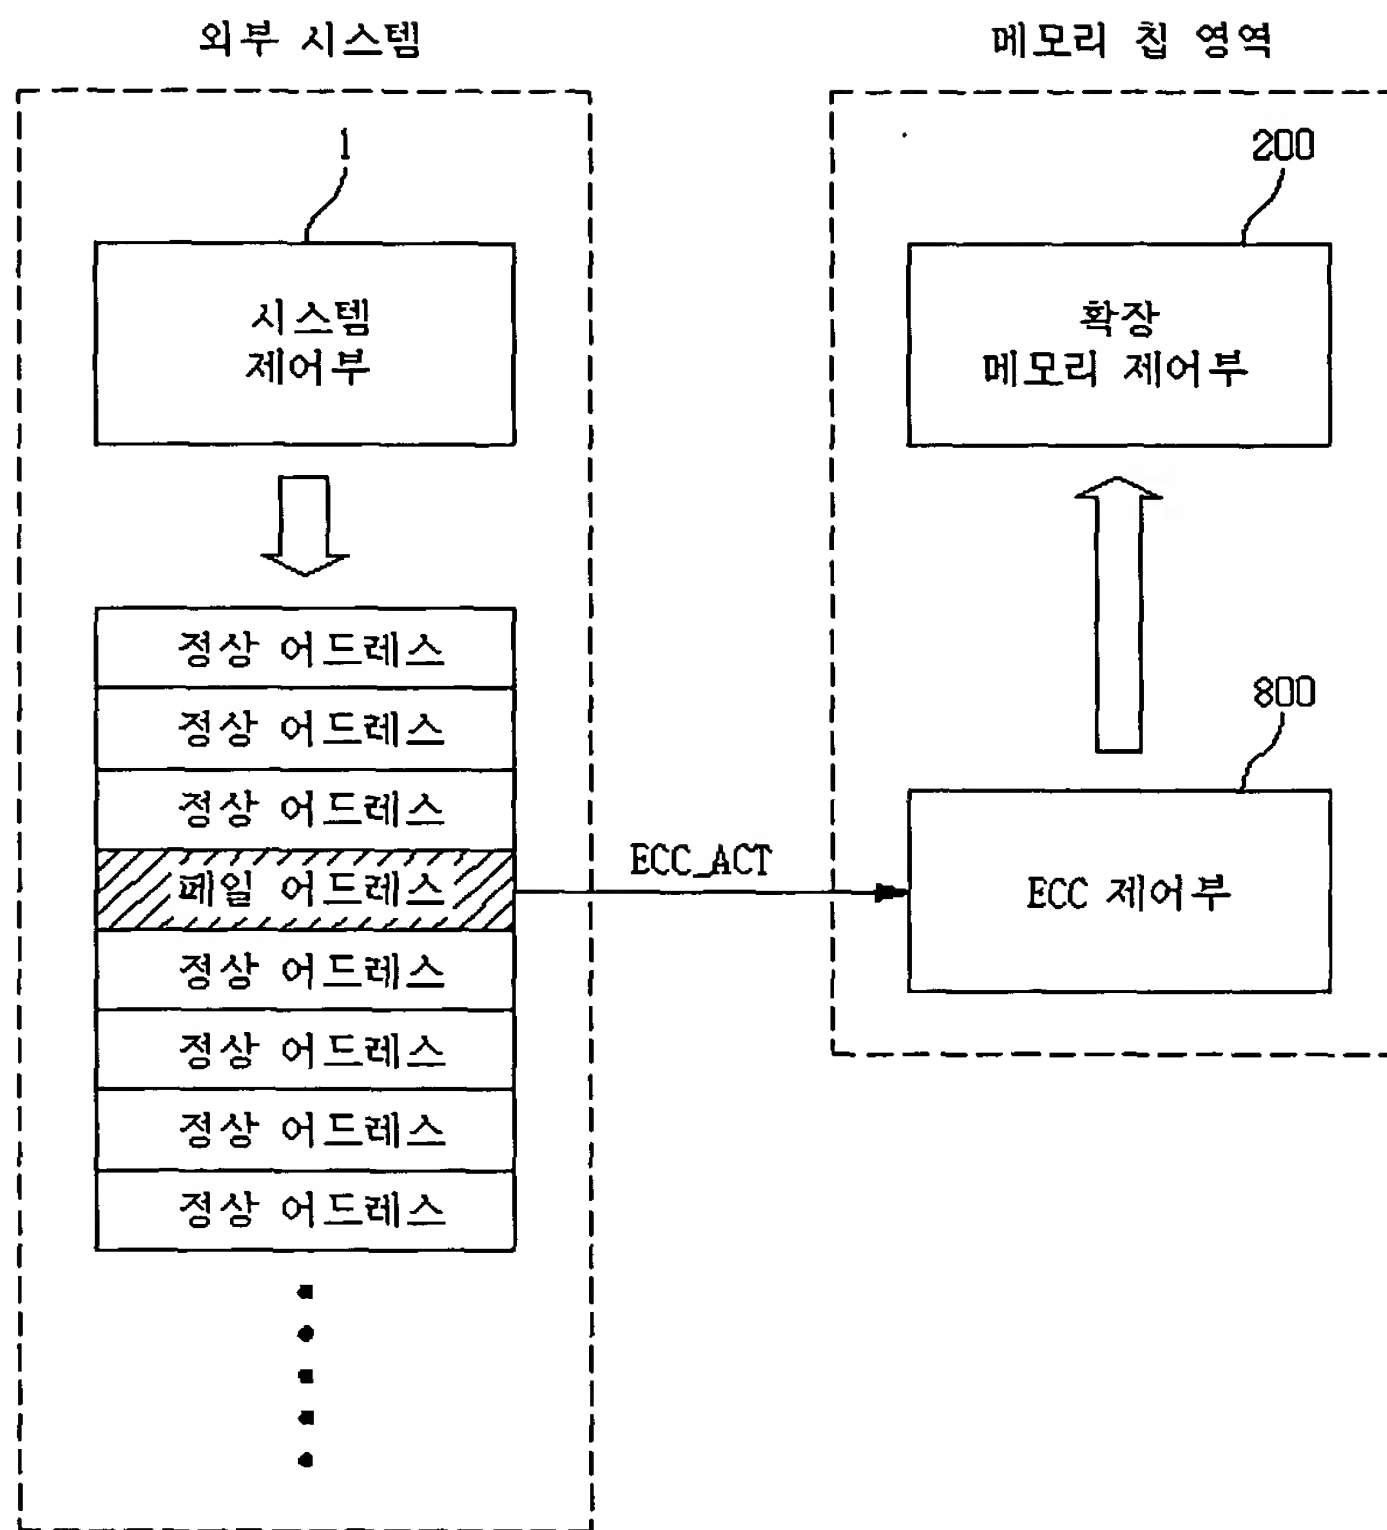 외부 시스템
메모리 칩 영역
1
시스템
제어부
정상 어드레스
정상 어드레스
정상 어드레스
페일 어드레스
정상 어드레스
정상 어드레스
정상 어드레스
정상 어드레스
ECC_ACT
200
확장
메모리 제어부
800
ECC 제어부